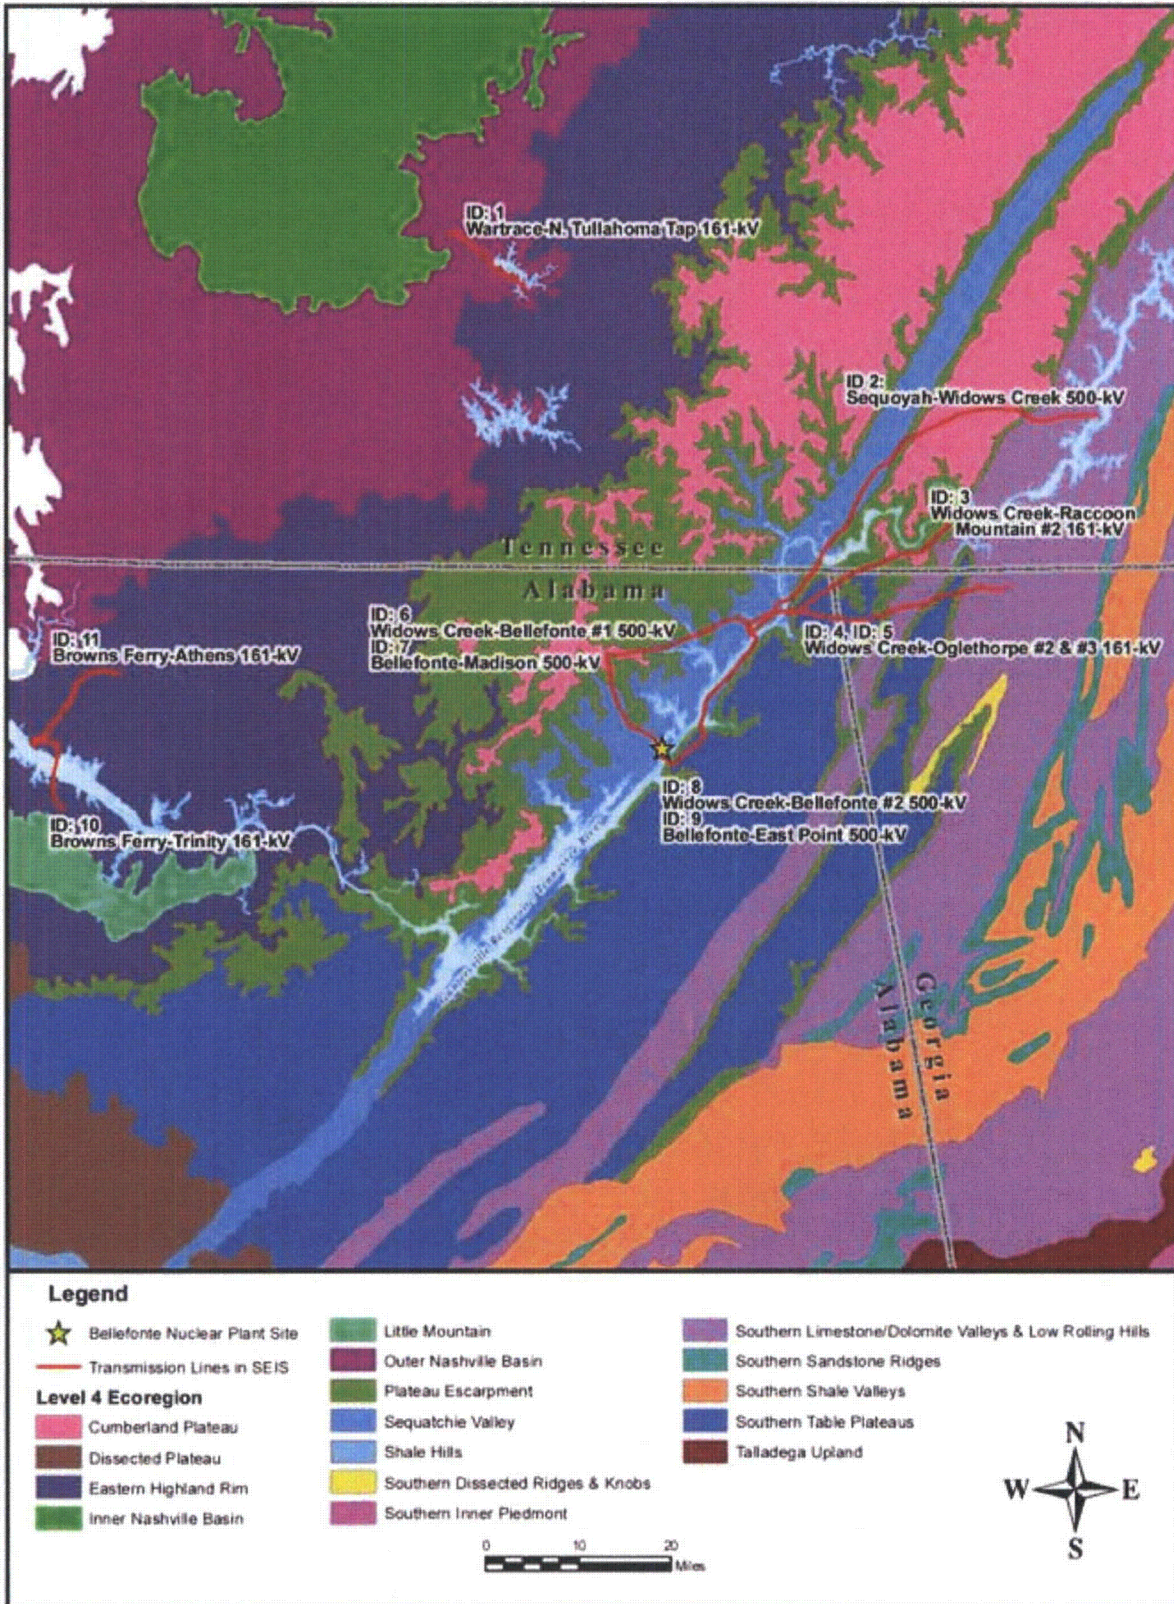 ID: 1
Wartrace-N. Tullahoma Tap 161-kV
ID 2:
Sequoyah-Widows Creek 500-kV
ID: 3
Widows Creek-Raccoon
Mountain #2 161-kV
Tennessee
Alabama
ID: 6
Widows Creek-Bellefonte #1 500-kV
ID: 7
Bellefonte-Madison 500-kV
ID: 4, ID: 5
Widows Creek-Oglethorpe #2 & #3 161-kV
ID: 11
Browns Ferry-Athens 161-kV
ID: 8
Widows Creek-Bellefonte #2 500-kV
ID: 9
Bellefonte-East Point 500-kV
ID: 10
Browns Ferry-Trinity 161-kV
Georgia
Alabama
Legend
Bellefonte Nuclear Plant Site
Transmission Lines in SEIS
Level 4 Ecoregion
Cumberland Plateau
Dissected Plateau
Eastern Highland Rim
Inner Nashville Basin
Little Mountain
Outer Nashville Basin
Plateau Escarpment
Sequatchie Valley
Shale Hills
Southern Dissected Ridges & Knobs
Southern Inner Piedmont
Southern Limestone/Dolomite Valleys & Low Rolling Hills
Southern Sandstone Ridges
Southern Shale Valleys
Southern Table Plateaus
Talladega Upland
N
W E
S
0 10 20
Miles